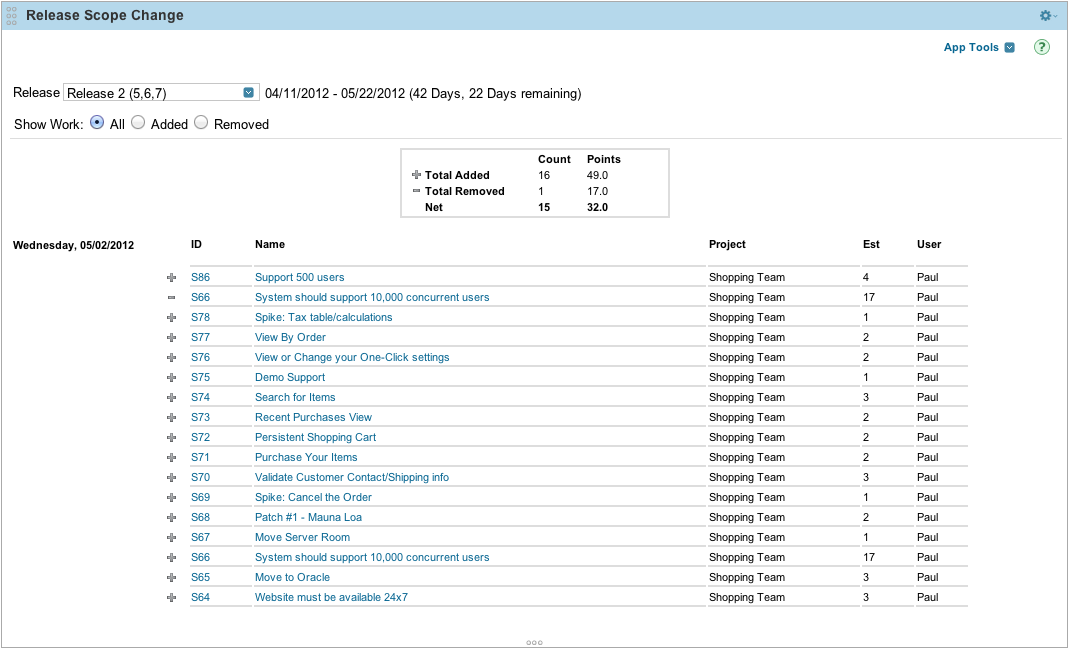 Release Scope Change
App Tools ?
Release Release 2 (5,6,7) 04/11/2012 - 05/22/2012 (42 Days, 22 Days remaining)
Show Work: All Added Removed
Count Points
Total Added 16 49.0
Total Removed 1 17.0
Net 15 32.0
Wednesday, 05/02/2012 ID Name Project Est User
S86 Support 500 users Shopping Team 4 Paul
S66 System should support 10,000 concurrent users Shopping Team 17 Paul
S78 Spike: Tax table/calculations Shopping Team 1 Paul
S77 View By Order Shopping Team 2 Paul
S76 View or Change your One-Click settings Shopping Team 2 Paul
S75 Demo Support Shopping Team 1 Paul
S74 Search for Items Shopping Team 3 Paul
S73 Recent Purchases View Shopping Team 2 Paul
S72 Persistent Shopping Cart Shopping Team 2 Paul
S71 Purchase Your Items Shopping Team 2 Paul
S70 Validate Customer Contact/Shipping info Shopping Team 3 Paul
S69 Spike: Cancel the Order Shopping Team 1 Paul
S68 Patch #1 - Mauna Loa Shopping Team 2 Paul
S67 Move Server Room Shopping Team 1 Paul
S66 System should support 10,000 concurrent users Shopping Team 17 Paul
S65 Move to Oracle Shopping Team 3 Paul
S64 Website must be available 24x7 Shopping Team 3 Paul